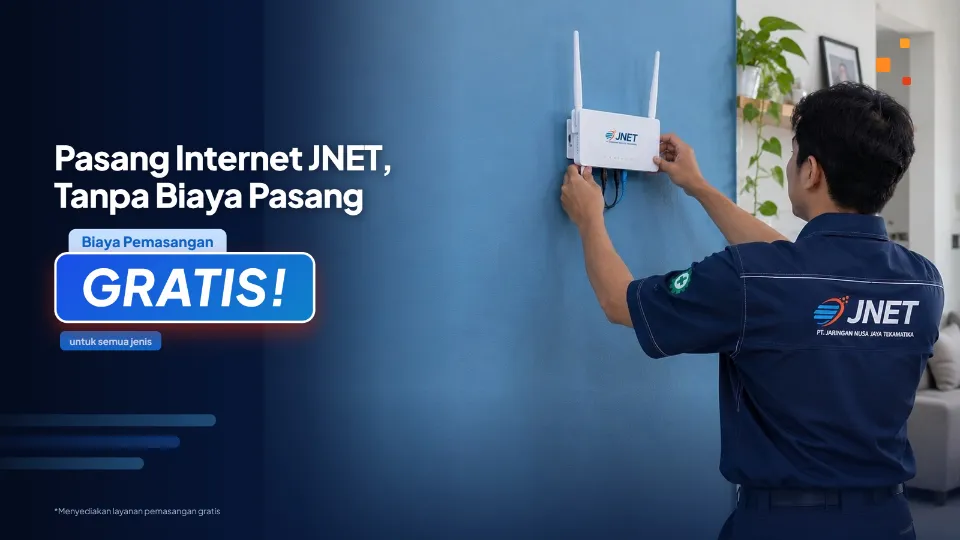 Pasang Internet JNET,
Tanpa Biaya Pasang
Biaya Pemasangan
GRATIS!
untuk semua jenis
*Menyediakan layanan pemasangan gratis
JNET
JNET
PT. JARINGAN NUSA JAYA TEKAMATIKA